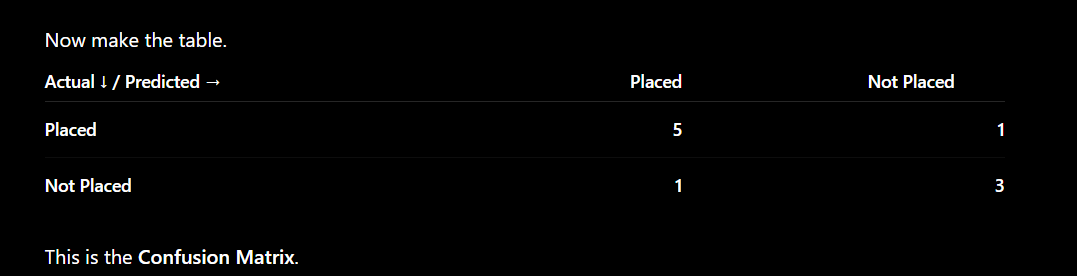 Now make the table.
Actual ↓ / Predicted → Placed Not Placed
Placed 5 1
Not Placed 1 3
This is the Confusion Matrix.